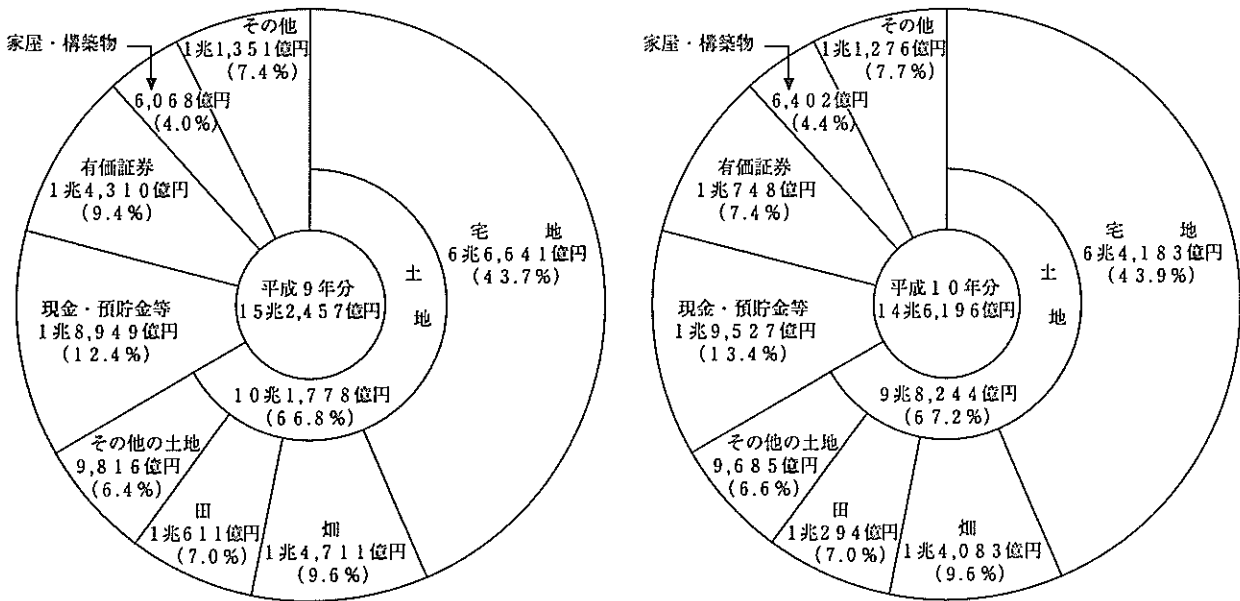 その他
1兆1,351億円
(7.4%)
家屋・構築物
6,068億円
(4.0%)
有価証券
1兆4,310億円
(9.4%)
現金・預貯金等
1兆8,949億円
(12.4%)
その他の土地
9,816億円
(6.4%)
田
1兆611億円
(7.0%)
畑
1兆4,711億円
(9.6%)
宅地
6兆6,641億円
(43.7%)
土地
10兆1,778億円
(66.8%)
平成9年分
15兆2,457億円
その他
1兆1,276億円
(7.7%)
家屋・構築物
6,402億円
(4.4%)
有価証券
1兆748億円
(7.4%)
現金・預貯金等
1兆9,527億円
(13.4%)
その他の土地
9,685億円
(6.6%)
田
1兆294億円
(7.0%)
畑
1兆4,083億円
(9.6%)
宅地
6兆4,183億円
(43.9%)
土地
9兆8,244億円
(67.2%)
平成10年分
14兆6,196億円